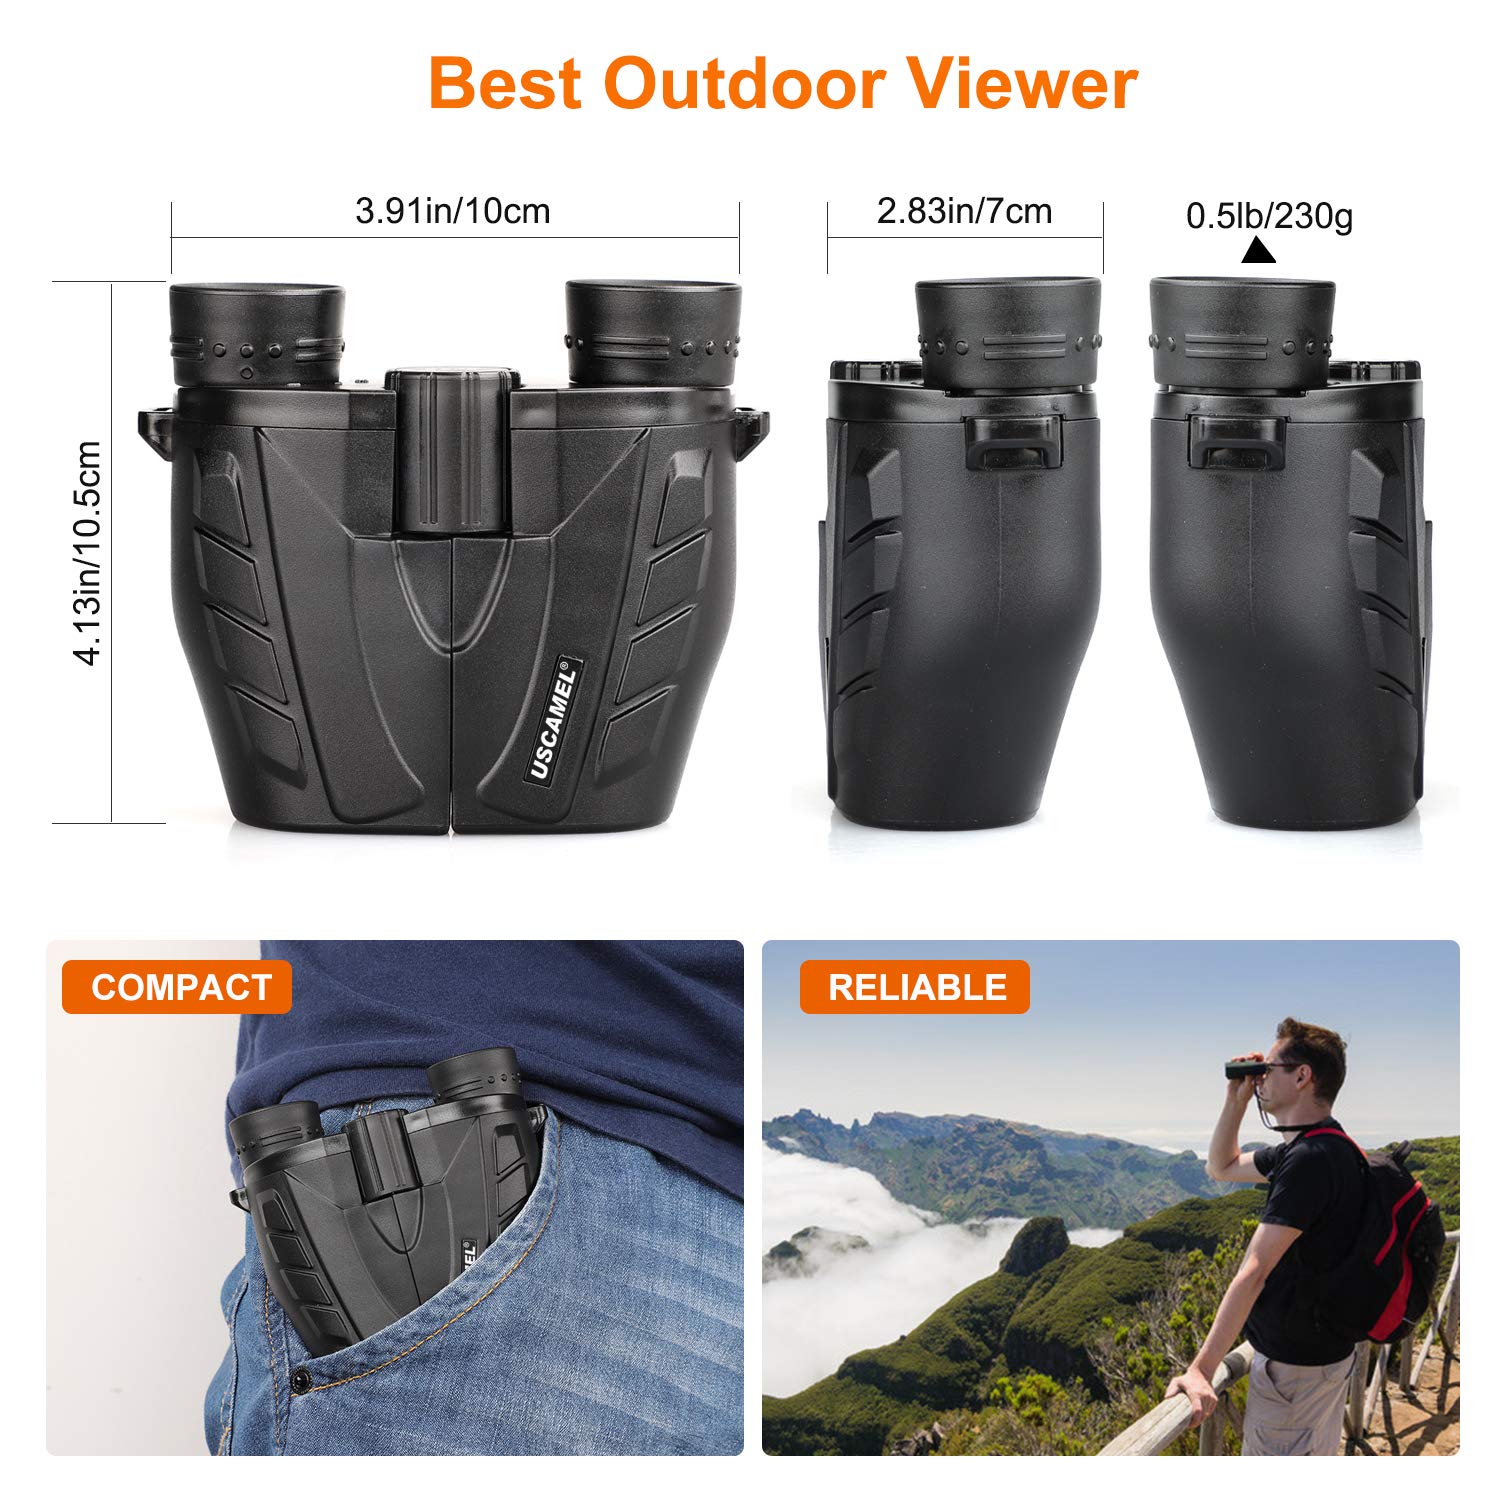 Best Outdoor Viewer
3.91in/10cm
2.83in/7cm
0.5lb/230g
4.13in/10.5cm
USCAMEL®
COMPACT
RELIABLE
MEL®